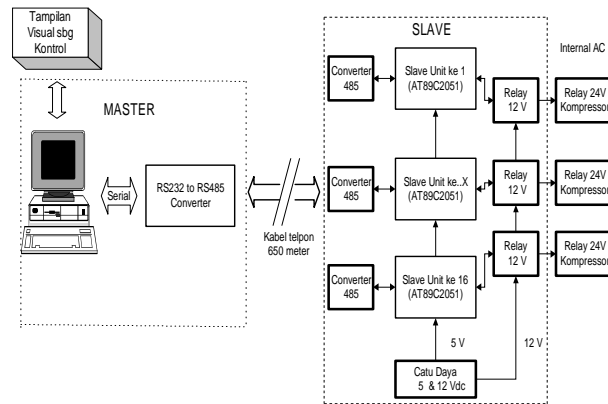 Tampilan
Visual sbg
Kontrol
MASTER
Serial
RS232 to RS485
Converter
Kabel telpon
650 meter
SLAVE
Converter
485
Slave Unit ke 1
(AT89C2051)
Relay
12 V
Internal AC
Relay 24V
Kompressor
Converter
485
Slave Unit ke..X
(AT89C2051)
Relay
12 V
Relay 24V
Kompressor
Converter
485
Slave Unit ke 16
(AT89C2051)
Relay
12 V
Relay 24V
Kompressor
5 V
12 V
Catu Daya
5 & 12 Vdc